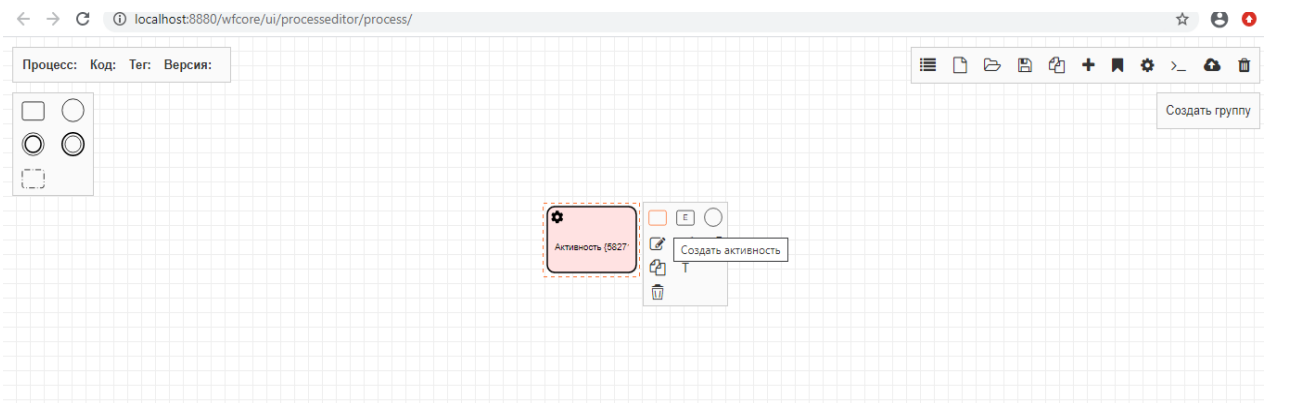 localhost:8880/wfcore/ui/processeditor/process/
Процесс: Код: Тег: Версия:
Создать группу
E
Активность (5827
Создать активность
T